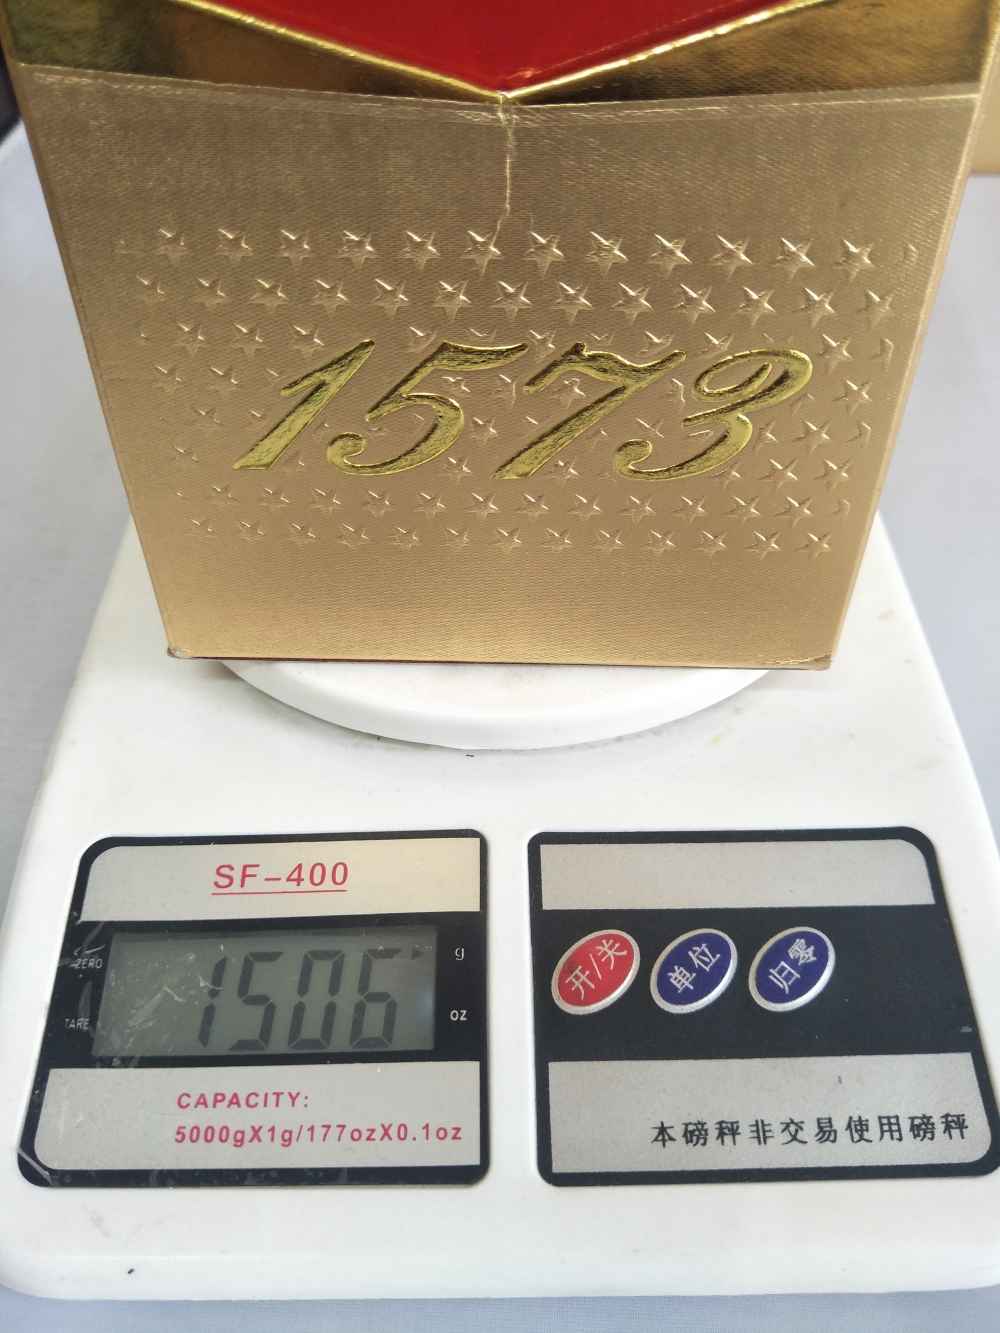 1573
SF-400
ZERO
TARE
1506
g
oz
CAPACITY:
5000gX1g/177ozX0.1oz
开/关
单位
归零
本磅秤非交易使用磅秤